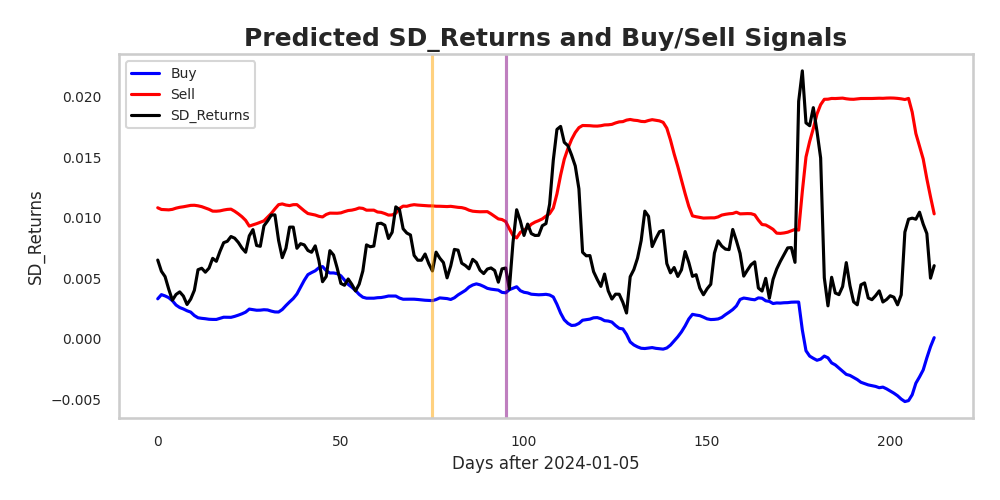 Predicted SD_Returns and Buy/Sell Signals
Buy
Sell
SD_Returns
0.020
0.015
0.010
0.005
0.000
−0.005
SD_Returns
0 50 100 150 200
Days after 2024-01-05